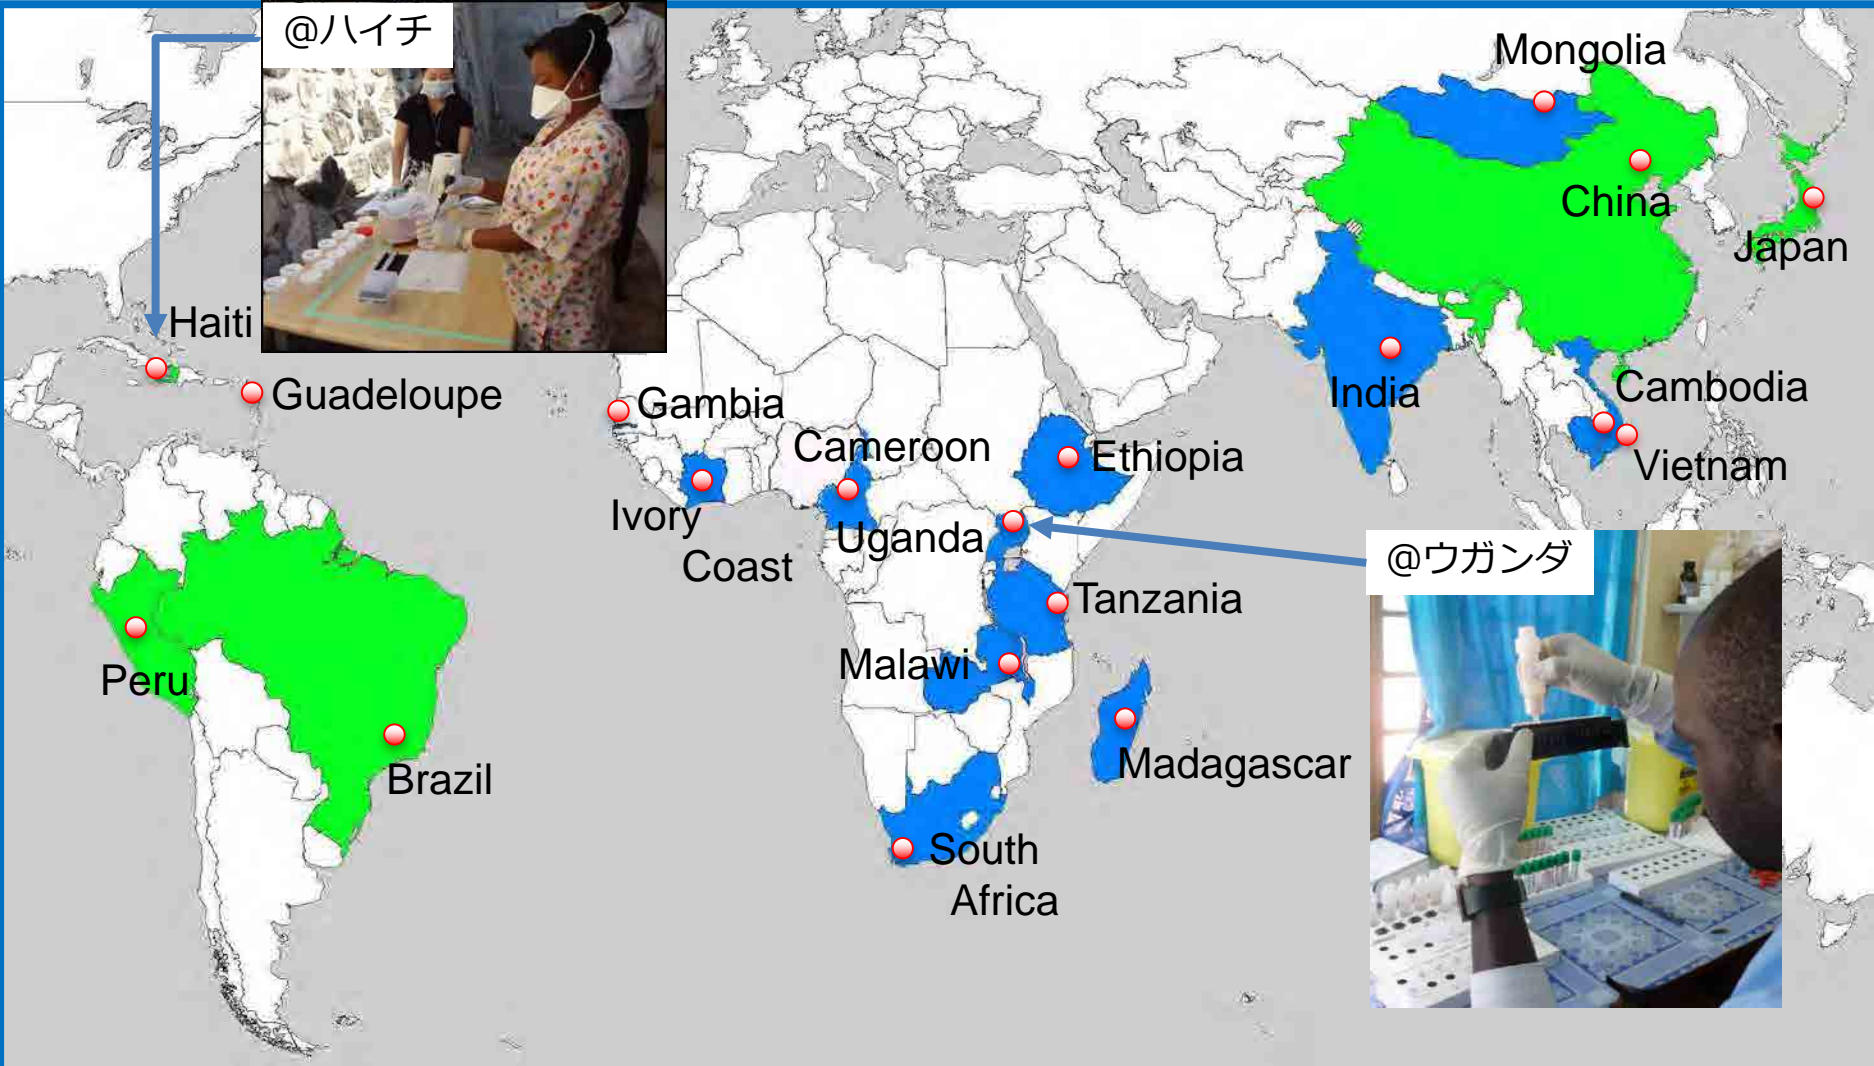 @ハイチ
Mongolia
China
Japan
Haiti
Guadeloupe
Gambia
Cameroon
India
Cambodia
Ethiopia
Vietnam
Ivory
Coast
Uganda
@ウガンダ
Tanzania
Malawi
Peru
Madagascar
Brazil
South
Africa